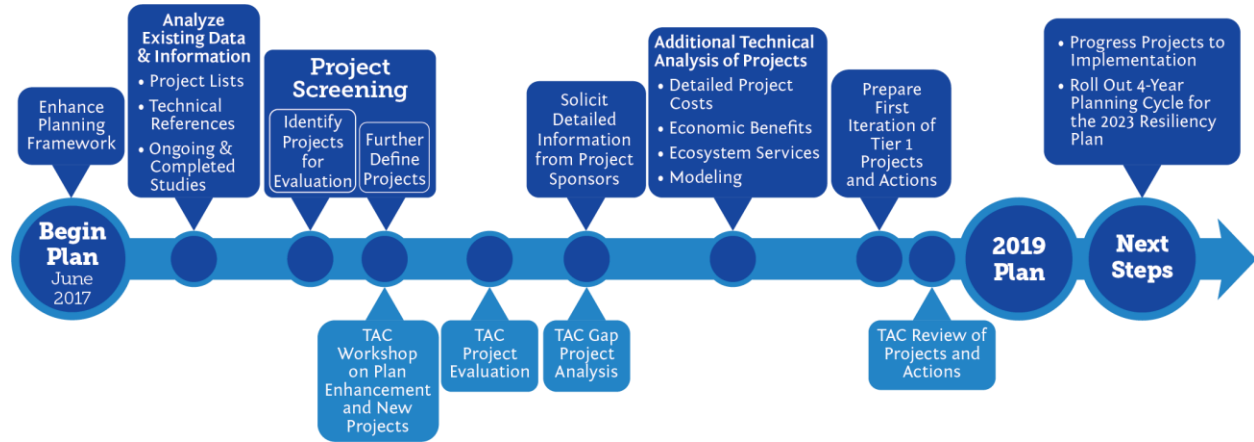 Enhance
Planning
Framework
Begin
Plan
June
2017
Analyze
Existing Data
& Information
• Project Lists
• Technical
References
• Ongoing &
Completed
Studies
Project
Screening
Identify
Projects
for
Evaluation
Further
Define
Projects
TAC
Workshop
on Plan
Enhancement
and New
Projects
TAC
Project
Evaluation
Solicit
Detailed
Information
from Project
Sponsors
TAC Gap
Project
Analysis
Additional Technical
Analysis of Projects
• Detailed Project
Costs
• Economic Benefits
• Ecosystem Services
• Modeling
Prepare
First
Iteration of
Tier 1
Projects
and Actions
TAC Review of
Projects and
Actions
2019
Plan
• Progress Projects to
Implementation
• Roll Out 4-Year
Planning Cycle for
the 2023 Resiliency
Plan
Next
Steps